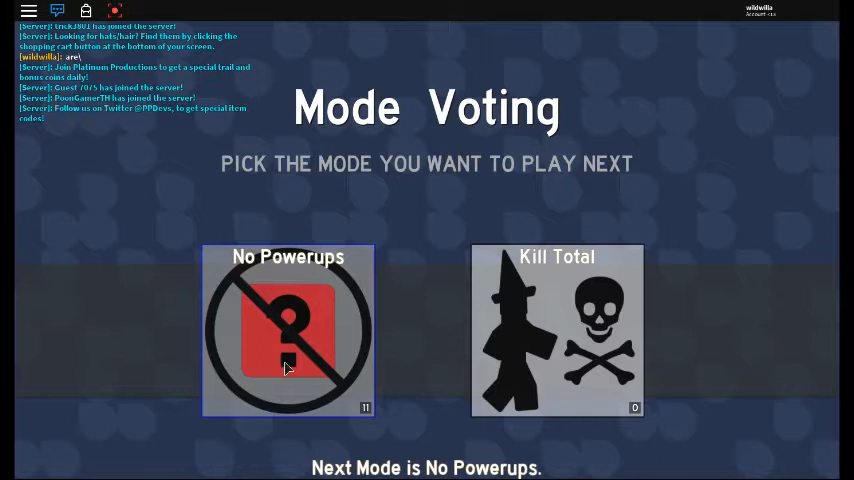 wildwilla
Account <13
[Server]: trick3801 has joined the server!
[Server]: Looking for hats/hair? Find them by clicking the
shopping cart button at the bottom of your screen.
[wildwilla]: are\
[Server]: Join Platinum Productions to get a special trail and
bonus coins daily!
[Server]: Guest 7075 has joined the server!
[Server]: PoonGamerTH has joined the server!
[Server]: Follow us on Twitter @PPDevs, to get special item
codes!
Mode Voting
PICK THE MODE YOU WANT TO PLAY NEXT
No Powerups
?
11
Kill Total
0
Next Mode is No Powerups.